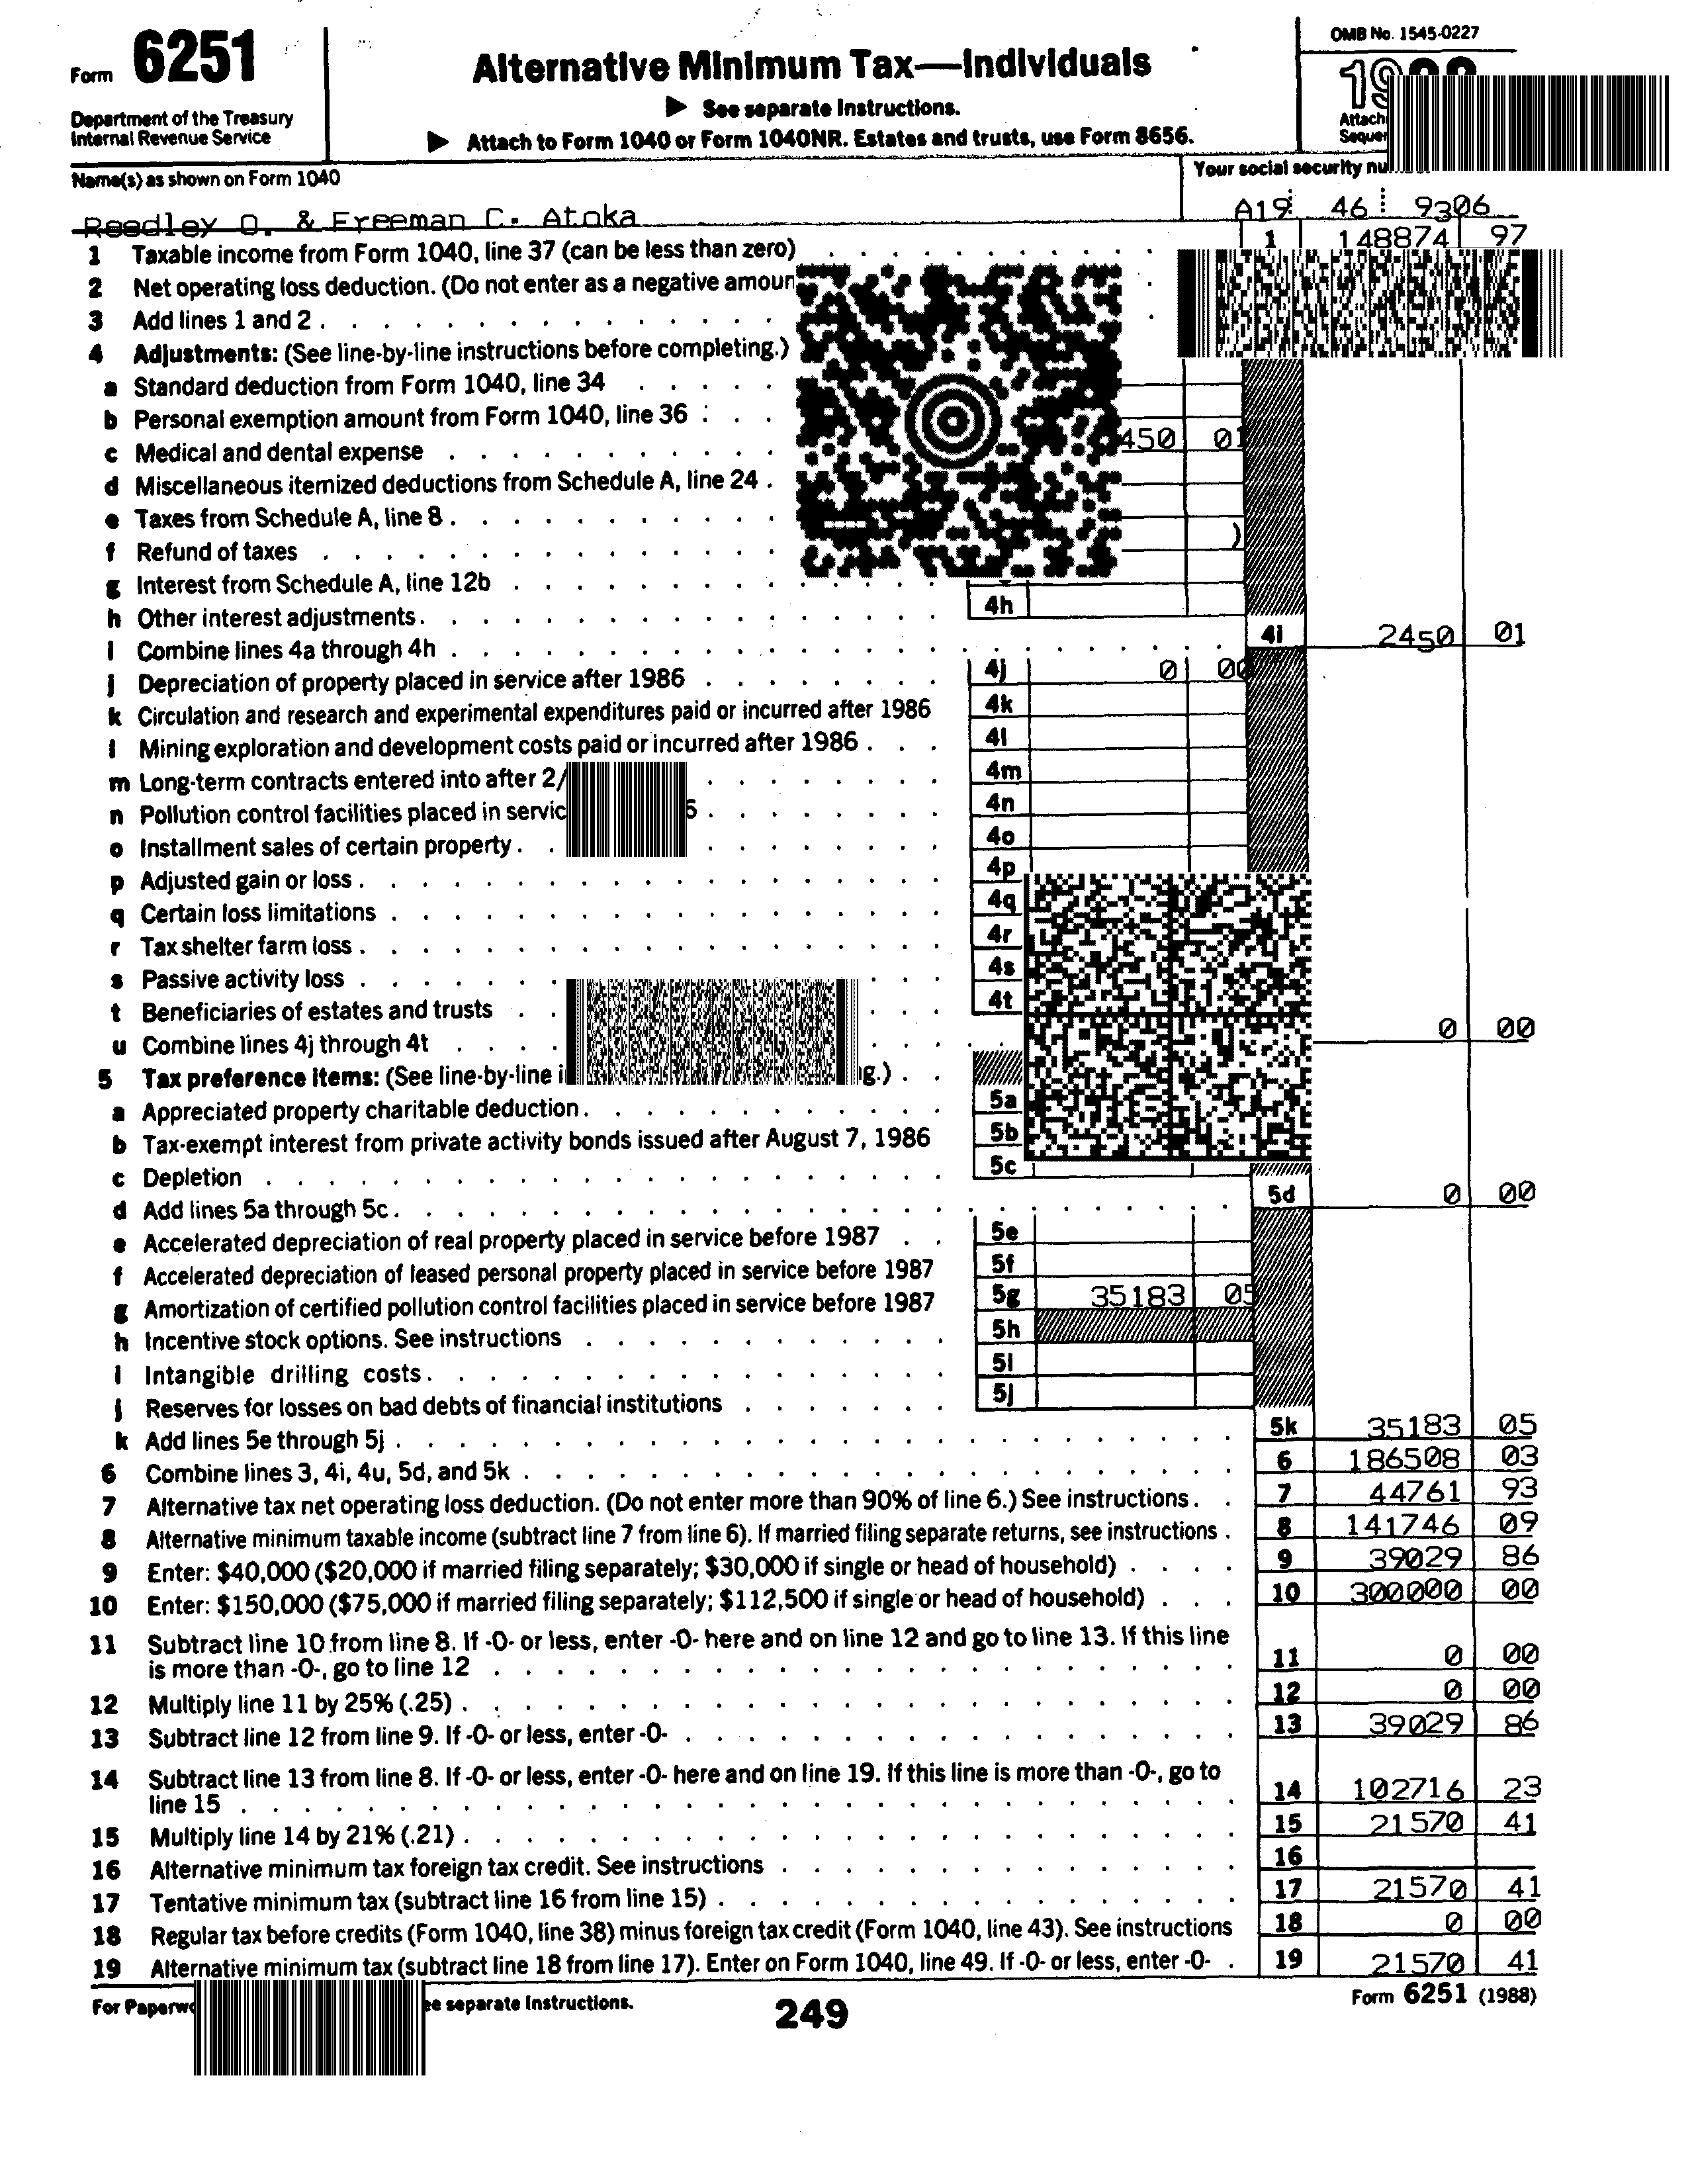 Form 6251
Department of the Treasury
Internal Revenue Service
Alternative Minimum Tax—Individuals
▶ See separate Instructions.
▶ Attach to Form 1040 or Form 1040NR. Estates and trusts, use Form 8656.
OMB No. 1545-0227
Name(s) as shown on Form 1040
Your social security
Reedley O. & Freeman C. Atoka
A19 46 9306
1 Taxable income from Form 1040, line 37 (can be less than zero) . . . 1 148874 97
2 Net operating loss deduction. (Do not enter as a negative
3 Add lines 1 and 2 . . .
4 Adjustments: (See line-by-line instructions before completing.)
a Standard deduction from Form 1040, line 34 . . .
b Personal exemption amount from Form 1040, line 36 . . .
c Medical and dental expense . . . 450 01
d Miscellaneous itemized deductions from Schedule A, line 24 .
e Taxes from Schedule A, line 8 . . .
f Refund of taxes . . . )
g Interest from Schedule A, line 12b . . .
h Other interest adjustments . . . 4h
i Combine lines 4a through 4h . . . 4i 2450 01
j Depreciation of property placed in service after 1986 . . . 4j 0 00
k Circulation and research and experimental expenditures paid or incurred after 1986 4k
l Mining exploration and development costs paid or incurred after 1986 . . . 4l
m Long-term contracts entered into after 2/ . . . 4m
n Pollution control facilities placed in 6 . . . 4n
o Installment sales of certain property . . . 4o
p Adjusted gain or loss . . . 4p
q Certain loss limitations . . . 4q
r Tax shelter farm loss . . . 4r
s Passive activity loss . . . 4s
t Beneficiaries of estates and trusts . . . 4t
u Combine lines 4j through 4t . . . 0 00
5 Tax preference items: (See line-by-line g.) . .
a Appreciated property charitable deduction . . . 5a
b Tax-exempt interest from private activity bonds issued after August 7, 1986 5b
c Depletion . . . 5c
d Add lines 5a through 5c . . . 5d 0 00
e Accelerated depreciation of real property placed in service before 1987 . . 5e
f Accelerated depreciation of leased personal property placed in service before 1987 5f
g Amortization of certified pollution control facilities placed in service before 1987 5g 35183 05
h Incentive stock options. See instructions . . . 5h
i Intangible drilling costs . . . 5i
j Reserves for losses on bad debts of financial institutions . . . 5j
k Add lines 5e through 5j . . . 5k 35183 05
6 Combine lines 3, 4i, 4u, 5d, and 5k . . . 6 186508 03
7 Alternative tax net operating loss deduction. (Do not enter more than 90% of line 6.) See instructions . . 7 44761 93
8 Alternative minimum taxable income (subtract line 7 from line 6). If married filing separate returns, see instructions . 8 141746 09
9 Enter: $40,000 ($20,000 if married filing separately; $30,000 if single or head of household) . . . 9 39029 86
10 Enter: $150,000 ($75,000 if married filing separately; $112,500 if single or head of household) . . . 10 300000 00
11 Subtract line 10 from line 8. If -0- or less, enter -0- here and on line 12 and go to line 13. If this line
is more than -0-, go to line 12 . . . 11 0 00
12 Multiply line 11 by 25% (.25) . . . 12 0 00
13 Subtract line 12 from line 9. If -0- or less, enter -0- . . . 13 39029 86
14 Subtract line 13 from line 8. If -0- or less, enter -0- here and on line 19. If this line is more than -0-, go to
line 15 . . . 14 102716 23
15 Multiply line 14 by 21% (.21) . . . 15 21570 41
16 Alternative minimum tax foreign tax credit. See instructions . . . 16
17 Tentative minimum tax (subtract line 16 from line 15) . . . 17 21570 41
18 Regular tax before credits (Form 1040, line 38) minus foreign tax credit (Form 1040, line 43). See instructions 18 0 00
19 Alternative minimum tax (subtract line 18 from line 17). Enter on Form 1040, line 49. If -0- or less, enter -0- . 19 21570 41
For separate Instructions.
249
Form 6251 (1988)